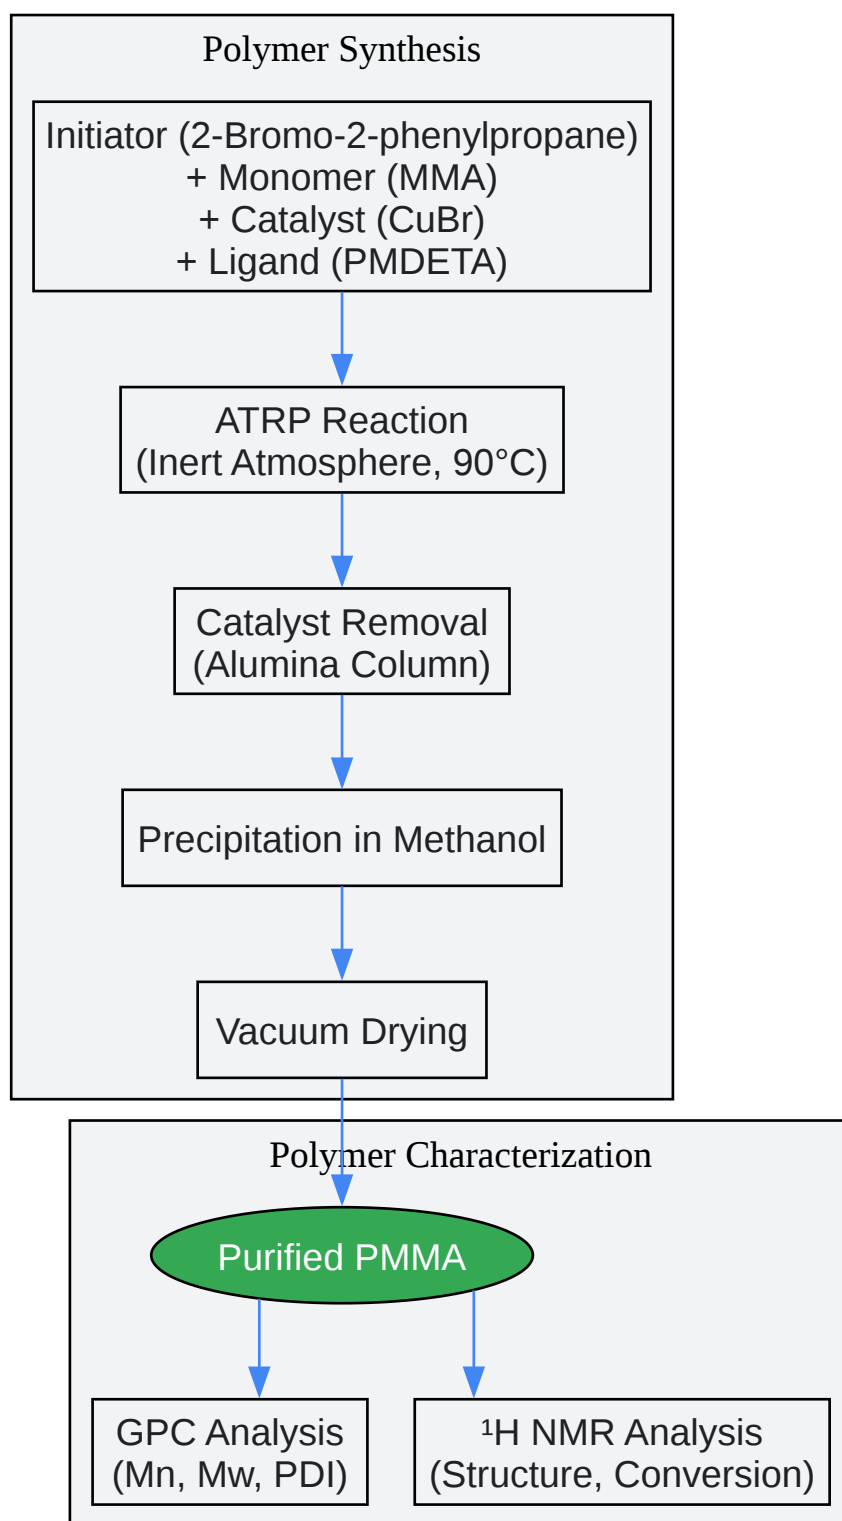 Polymer Synthesis
Initiator (2-Bromo-2-phenylpropane)
+ Monomer (MMA)
+ Catalyst (CuBr)
+ Ligand (PMDETA)
ATRP Reaction
(Inert Atmosphere, 90°C)
Catalyst Removal
(Alumina Column)
Precipitation in Methanol
Vacuum Drying
Polymer Characterization
Purified PMMA
GPC Analysis
(Mn, Mw, PDI)
¹H NMR Analysis
(Structure, Conversion)